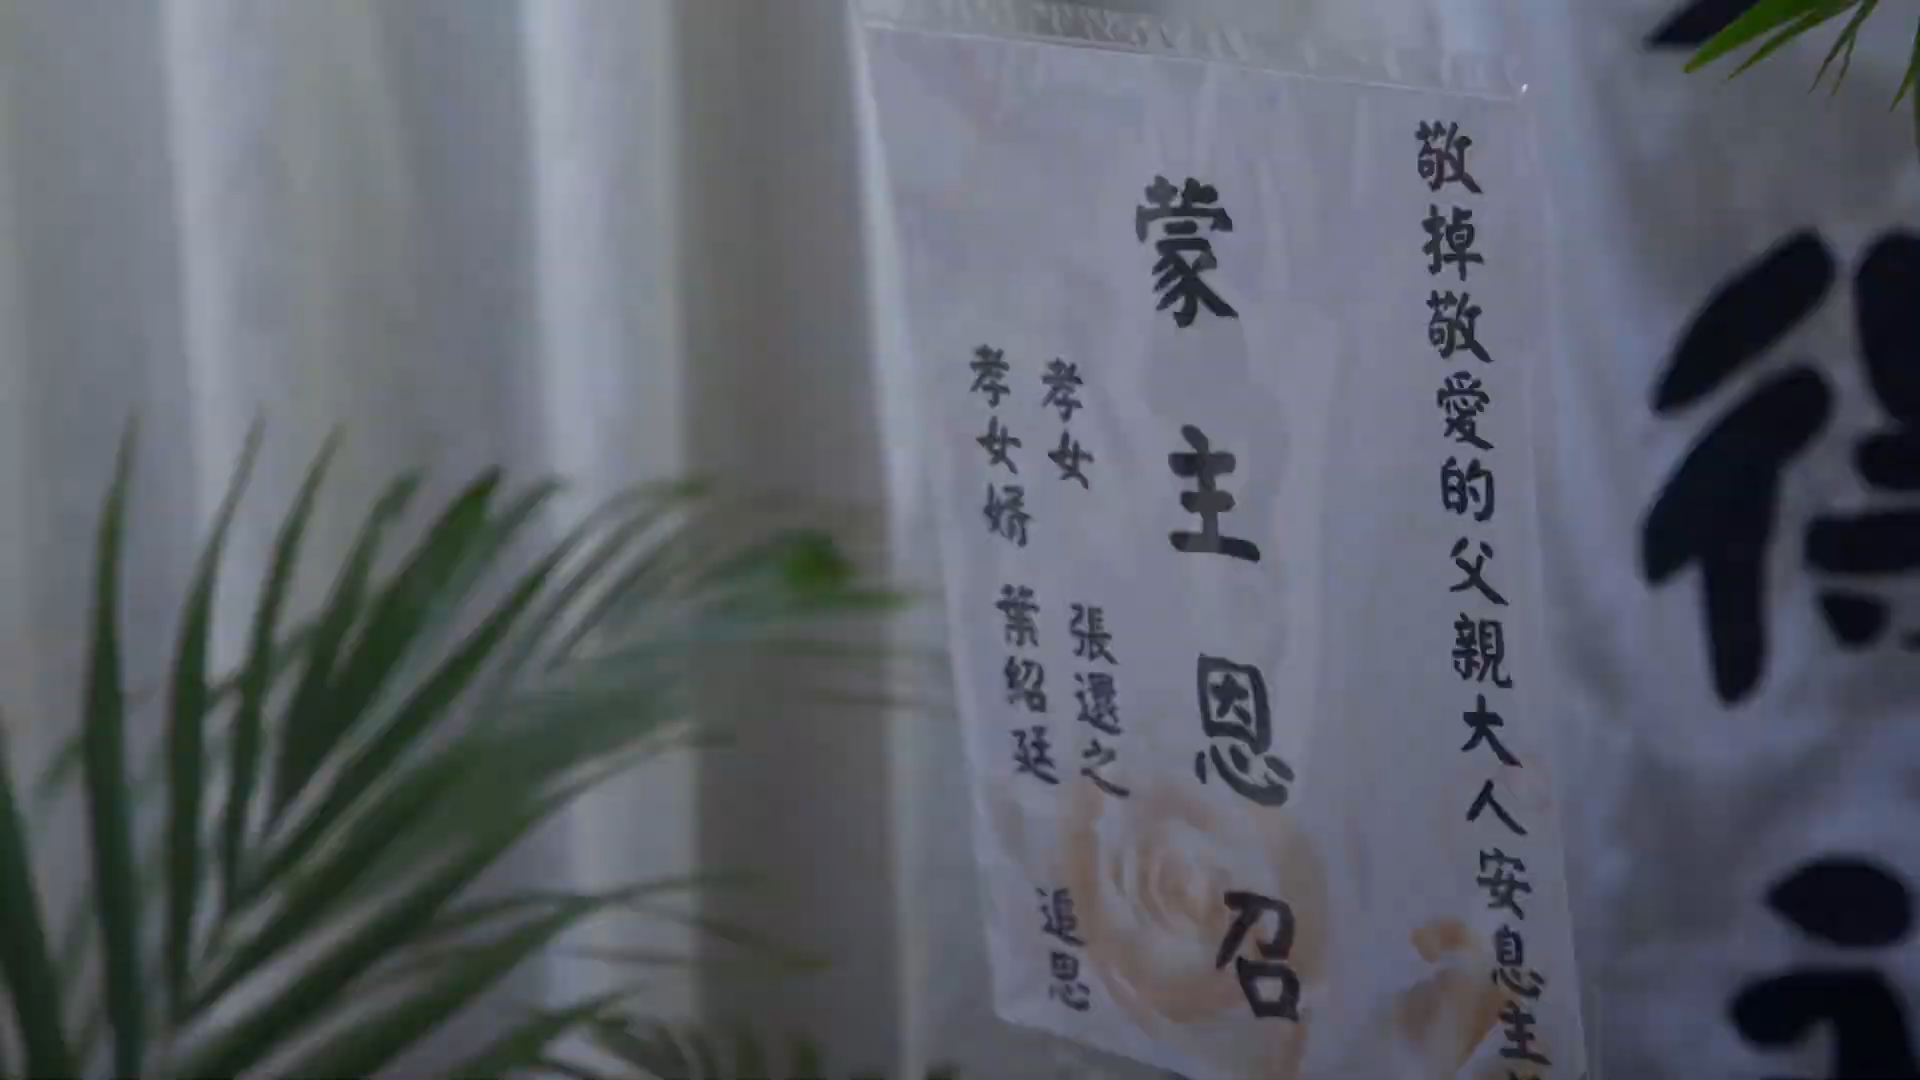 敬掉敬愛的父親大人安息主
蒙主恩召
孝女 張還之
孝女婿 葉紹廷
追思